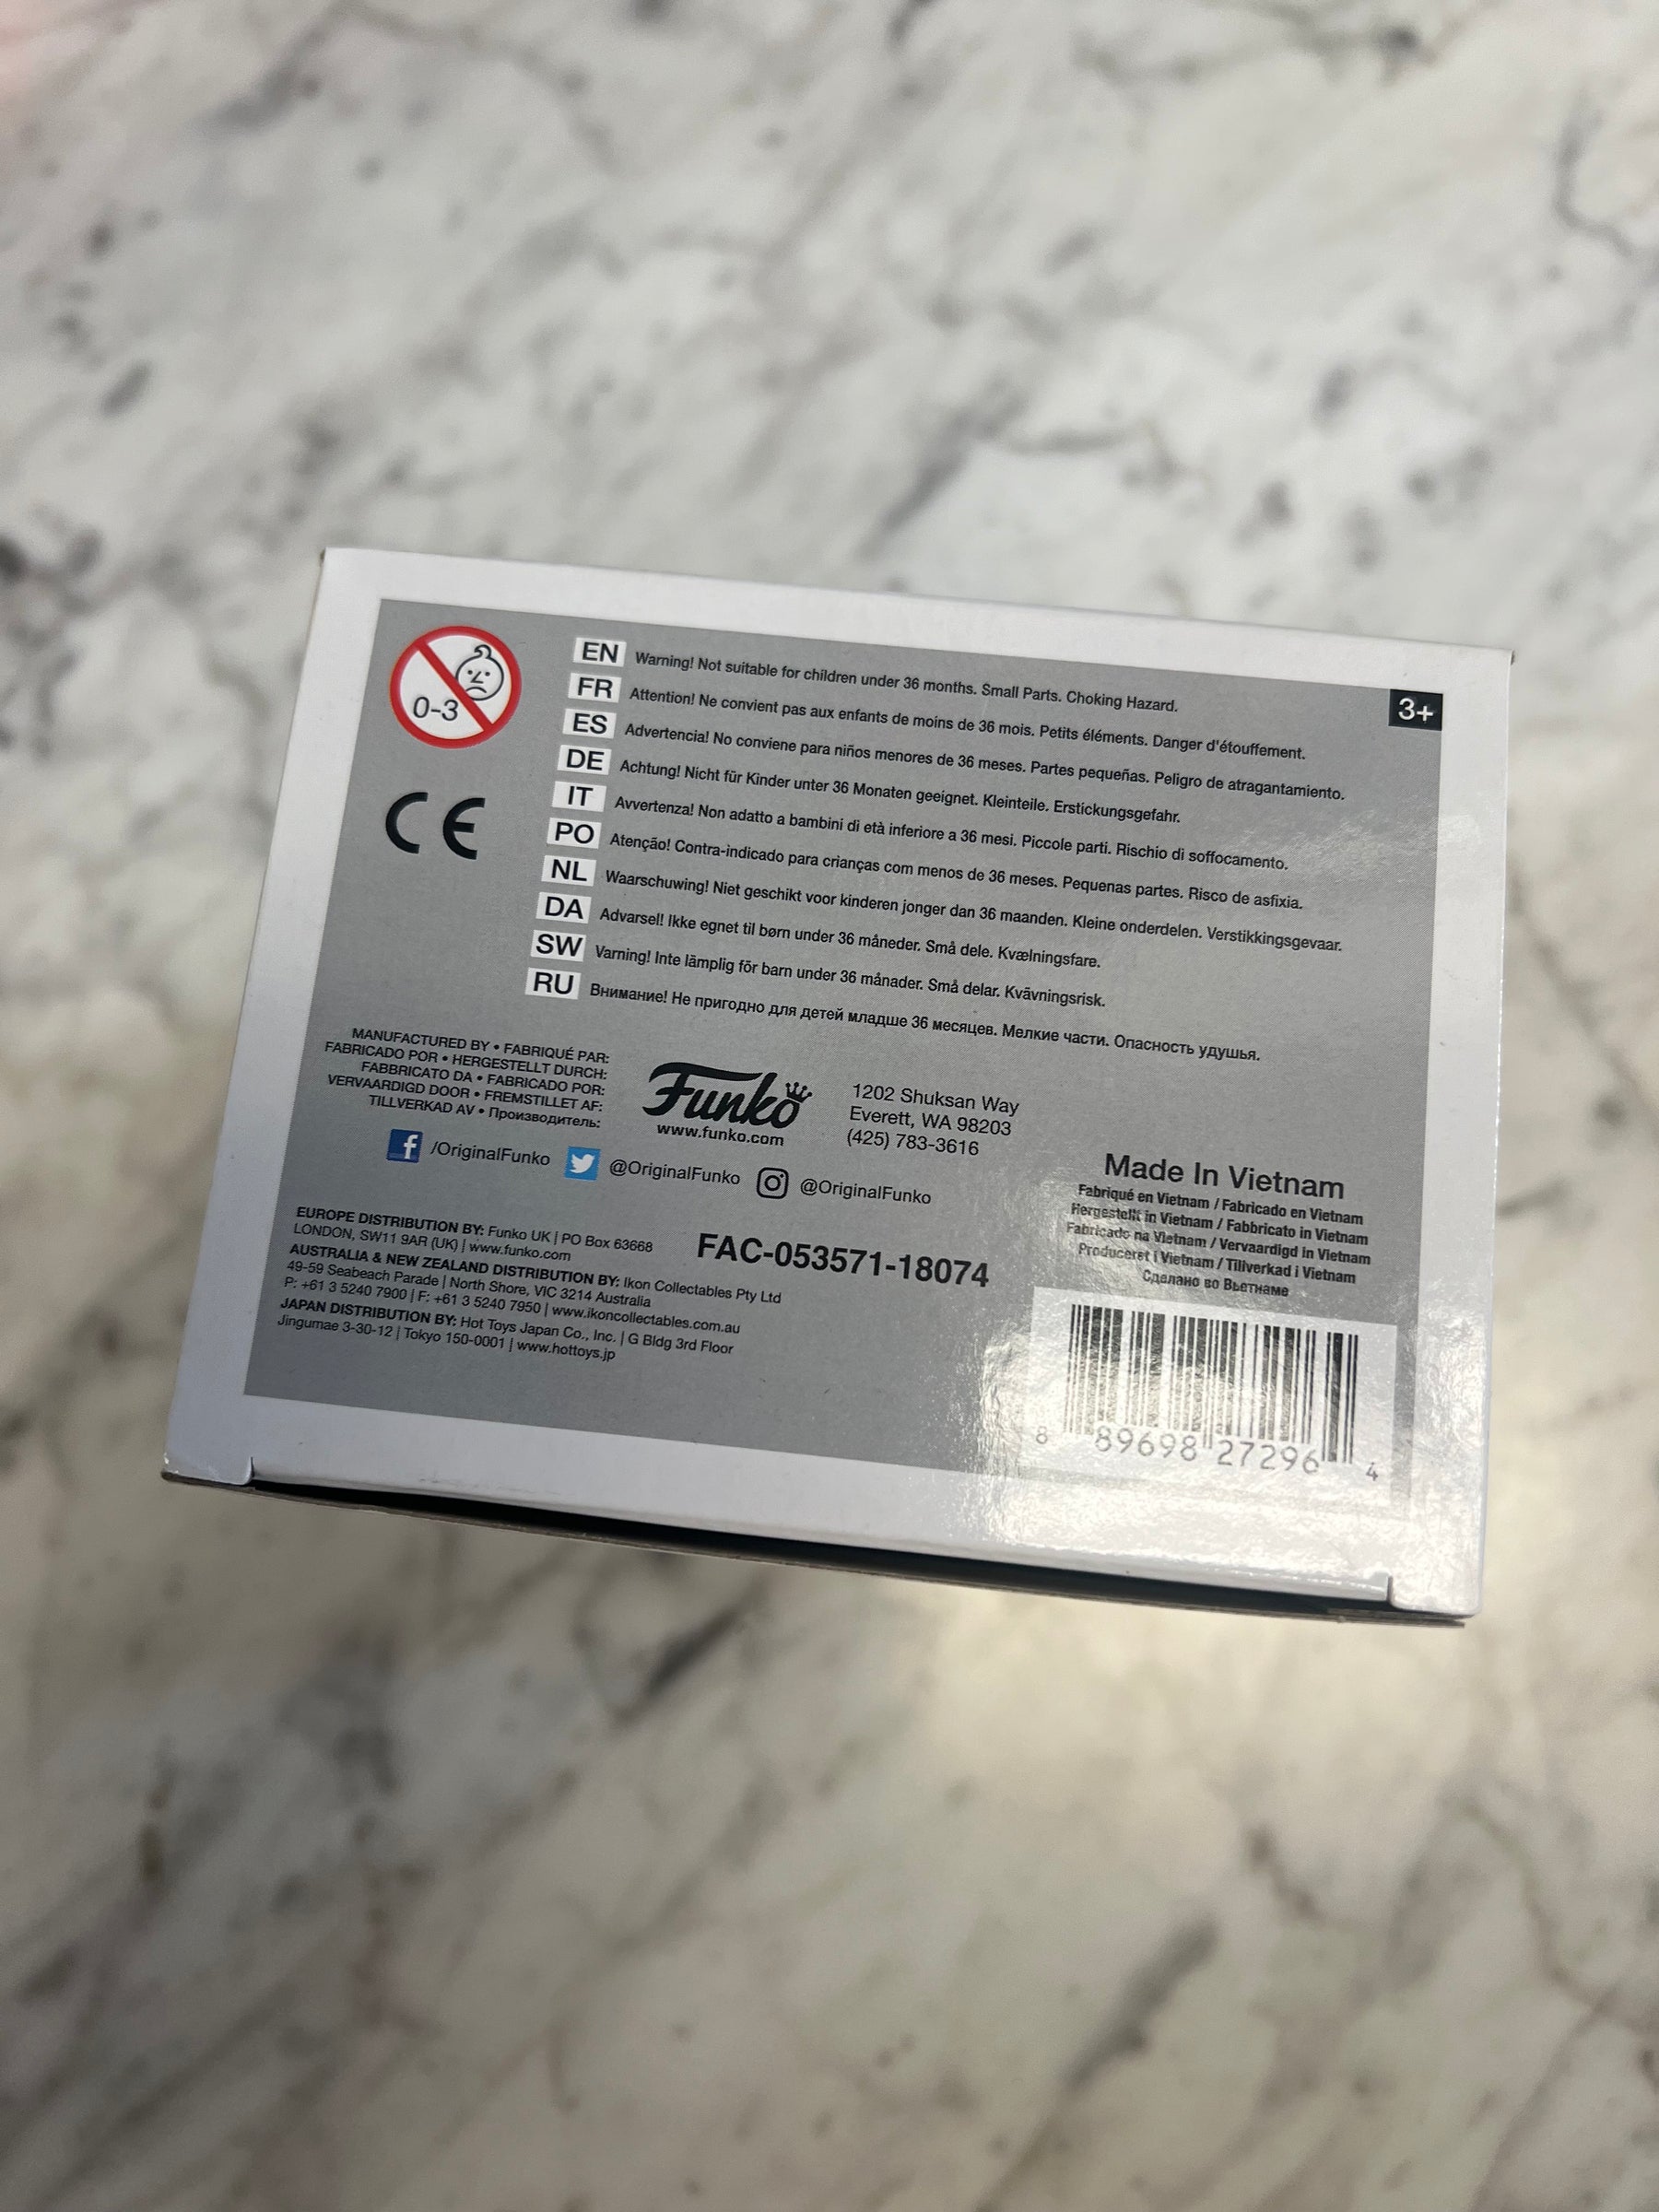 0-3
3+
EN Warning! Not suitable for children under 36 months. Small Parts. Choking Hazard.
FR Attention! Ne convient pas aux enfants de moins de 36 mois. Petits éléments. Danger d'étouffement.
ES Advertencia! No conviene para niños menores de 36 meses. Partes pequeñas. Peligro de atragantamiento.
DE Achtung! Nicht für Kinder unter 36 Monaten geeignet. Kleinteile. Erstickungsgefahr.
IT Avvertenza! Non adatto a bambini di età inferiore a 36 mesi. Piccole parti. Rischio di soffocamento.
PO Atenção! Contra-indicado para crianças com menos de 36 meses. Pequenas partes. Risco de asfixia.
NL Waarschuwing! Niet geschikt voor kinderen jonger dan 36 maanden. Kleine onderdelen. Verstikkingsgevaar.
DA Advarsel! Ikke egnet til børn under 36 måneder. Små dele. Kvælningsfare.
SW Varning! Inte lämplig för barn under 36 månader. Små delar. Kvävningsrisk.
RU Внимание! Не пригодно для детей младше 36 месяцев. Мелкие части. Опасность удушья.
CE
MANUFACTURED BY • FABRIQUÉ PAR:
FABRICADO POR • HERGESTELLT DURCH:
FABBRICATO DA • FABRICADO POR:
VERVAARDIGD DOOR • FREMSTILLET AF:
TILLVERKAD AV • Производитель:
Funko
www.funko.com
1202 Shuksan Way
Everett, WA 98203
(425) 783-3616
f /OriginalFunko @OriginalFunko @OriginalFunko
Made In Vietnam
Fabriqué en Vietnam / Fabricado en Vietnam
Hergestellt in Vietnam / Fabbricato in Vietnam
Fabricado na Vietnam / Vervaardigd in Vietnam
Produceret i Vietnam / Tillverkad i Vietnam
Сделано во Вьетнаме
EUROPE DISTRIBUTION BY: Funko UK | PO Box 63668
LONDON, SW11 9AR (UK) | www.funko.com
AUSTRALIA & NEW ZEALAND DISTRIBUTION BY: Ikon Collectables Pty Ltd
49-59 Seabeach Parade | North Shore, VIC 3214 Australia
P: +61 3 5240 7900 | F: +61 3 5240 7950 | www.ikoncollectables.com.au
JAPAN DISTRIBUTION BY: Hot Toys Japan Co., Inc. | G Bldg 3rd Floor
Jingumae 3-30-12 | Tokyo 150-0001 | www.hottoys.jp
FAC-053571-18074
8 89698 27296 4